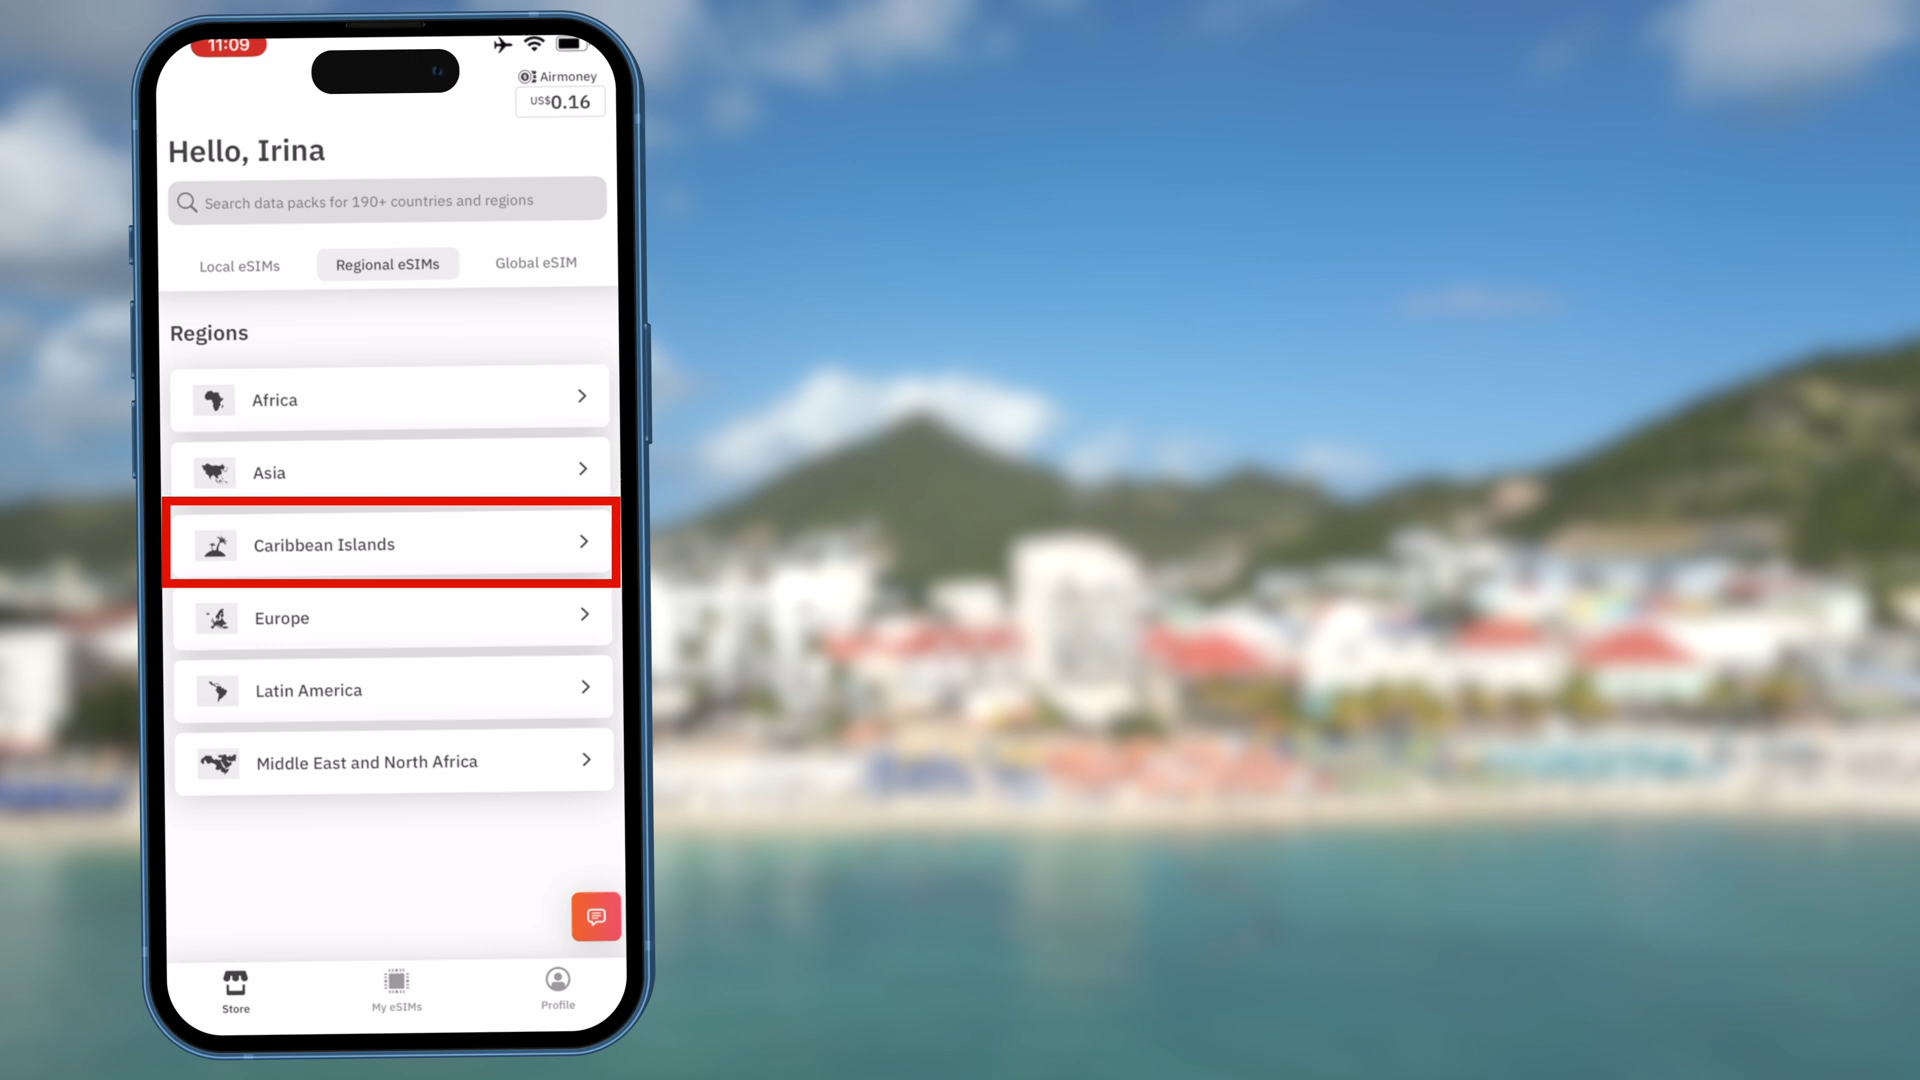 11:09
Airmoney
US$0.16
Hello, Irina
Search data packs for 190+ countries and regions
Local eSIMs
Regional eSIMs
Global eSIM
Regions
Africa
Asia
Caribbean Islands
Europe
Latin America
Middle East and North Africa
Store
My eSIMs
Profile